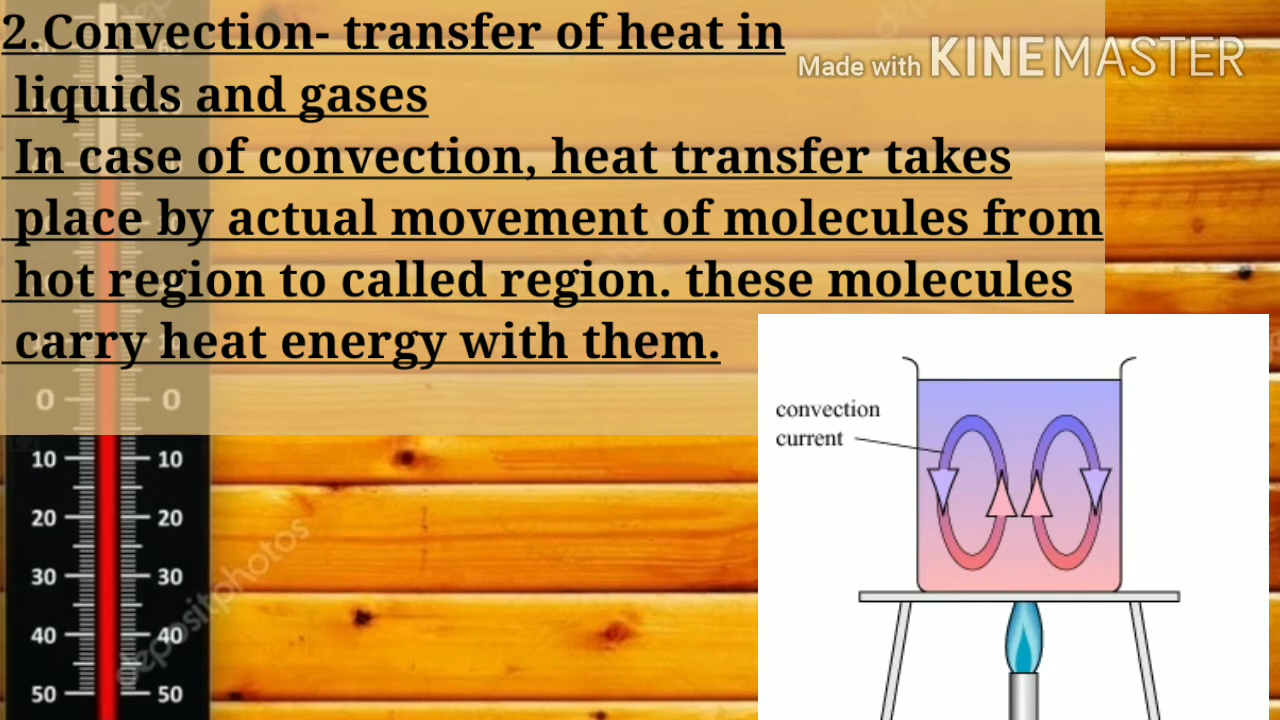 2.Convection- transfer of heat in
liquids and gases
In case of convection, heat transfer takes
place by actual movement of molecules from
hot region to called region. these molecules
carry heat energy with them.
Made with KINEMASTER
convection
current
0 0
10 10
20 20
30 30
40 40
50 50
depositphotos